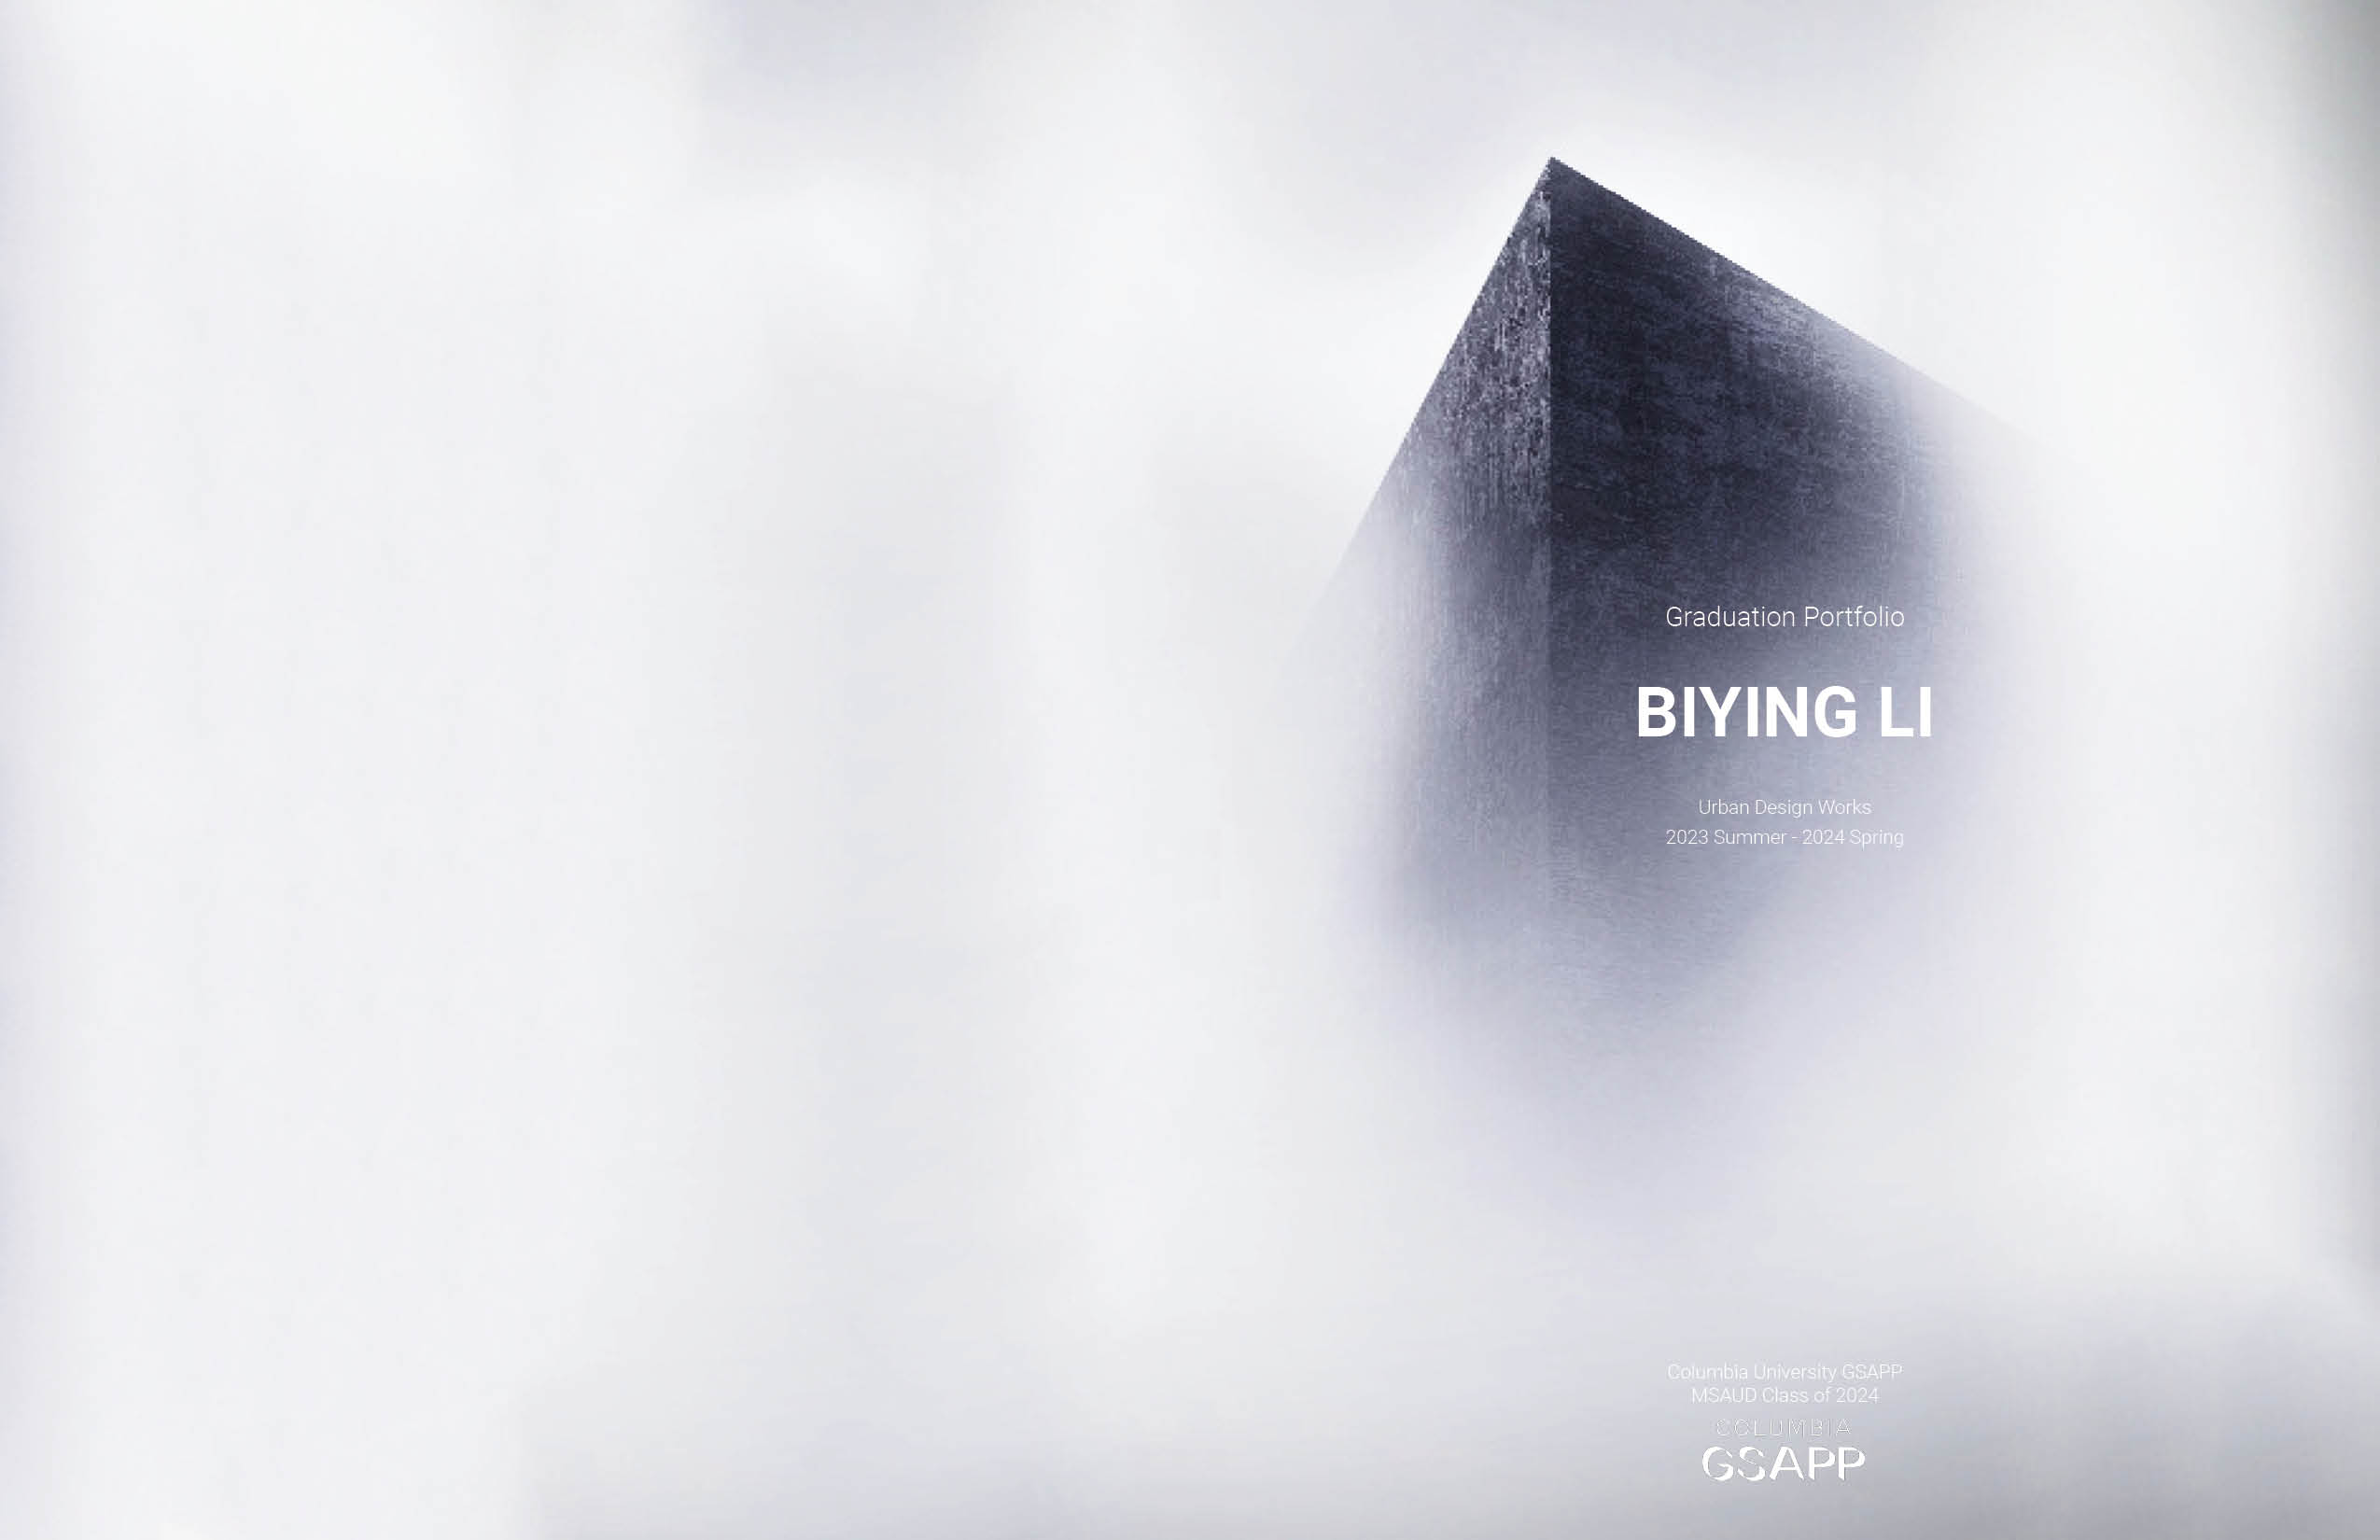 Graduation Portfolio
BIYING LI
Urban Design Works
2023 Summer - 2024 Spring
Columbia University GSAPP
MSAUD Class of 2024
COLUMBIA
GSAPP